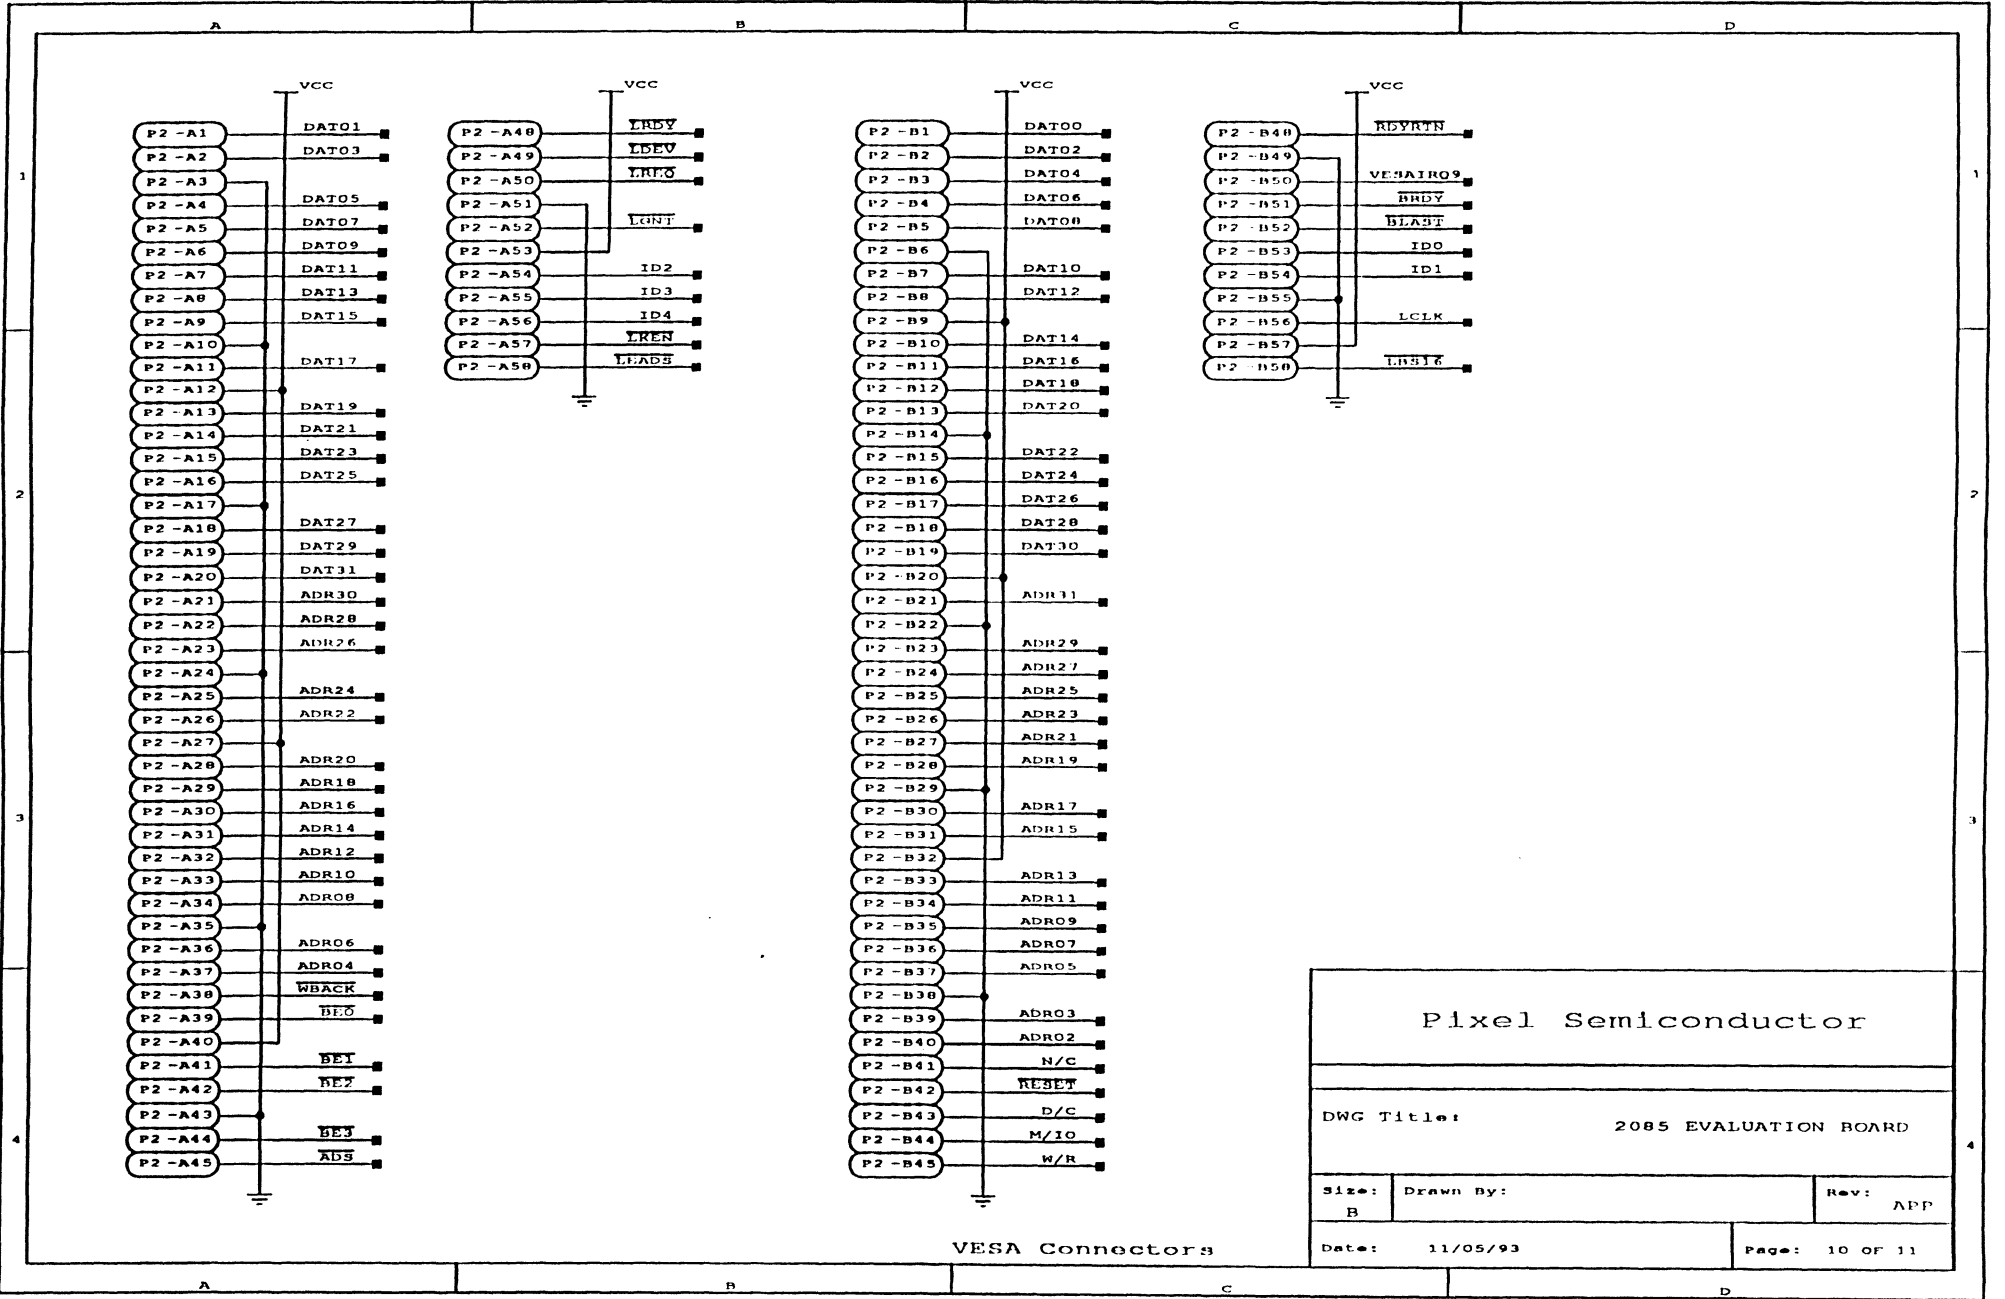 A B C D
VCC
P2-A1 DAT01
P2-A2 DAT03
P2-A3
P2-A4 DAT05
P2-A5 DAT07
P2-A6 DAT09
P2-A7 DAT11
P2-A8 DAT13
P2-A9 DAT15
P2-A10
P2-A11 DAT17
P2-A12
P2-A13 DAT19
P2-A14 DAT21
P2-A15 DAT23
P2-A16 DAT25
P2-A17
P2-A18 DAT27
P2-A19 DAT29
P2-A20 DAT31
P2-A21 ADR30
P2-A22 ADR28
P2-A23 ADR26
P2-A24
P2-A25 ADR24
P2-A26 ADR22
P2-A27
P2-A28 ADR20
P2-A29 ADR18
P2-A30 ADR16
P2-A31 ADR14
P2-A32 ADR12
P2-A33 ADR10
P2-A34 ADR08
P2-A35
P2-A36 ADR06
P2-A37 ADR04
P2-A38 WBACK
P2-A39 BE0
P2-A40
P2-A41 BE1
P2-A42 BE2
P2-A43
P2-A44 BE3
P2-A45 ADS
VCC
P2-A48 LRDY
P2-A49 LDEV
P2-A50 LREQ
P2-A51
P2-A52 LGNT
P2-A53
P2-A54 ID2
P2-A55 ID3
P2-A56 ID4
P2-A57 LKEN
P2-A58 LEADS
VCC
P2-B1 DAT00
P2-B2 DAT02
P2-B3 DAT04
P2-B4 DAT06
P2-B5 DAT08
P2-B6
P2-B7 DAT10
P2-B8 DAT12
P2-B9
P2-B10 DAT14
P2-B11 DAT16
P2-B12 DAT18
P2-B13 DAT20
P2-B14
P2-B15 DAT22
P2-B16 DAT24
P2-B17 DAT26
P2-B18 DAT28
P2-B19 DAT30
P2-B20
P2-B21 ADR31
P2-B22
P2-B23 ADR29
P2-B24 ADR27
P2-B25 ADR25
P2-B26 ADR23
P2-B27 ADR21
P2-B28 ADR19
P2-B29
P2-B30 ADR17
P2-B31 ADR15
P2-B32
P2-B33 ADR13
P2-B34 ADR11
P2-B35 ADR09
P2-B36 ADR07
P2-B37 ADR05
P2-B38
P2-B39 ADR03
P2-B40 ADR02
P2-B41 N/C
P2-B42 RESET
P2-B43 D/C
P2-B44 M/IO
P2-B45 W/R
VCC
P2-B48 RDYRTN
P2-B49
P2-B50 VESAIRQ9
P2-B51 BRDY
P2-B52 BLAST
P2-B53 ID0
P2-B54 ID1
P2-B55
P2-B56 LCLK
P2-B57
P2-B58 LBS16
1 1
2 2
3 3
4 4
Pixel Semiconductor
DWG Title: 2085 EVALUATION BOARD
Size: B
Drawn By:
Rev: APP
Date: 11/05/93
Page: 10 OF 11
VESA Connectors
A B C D